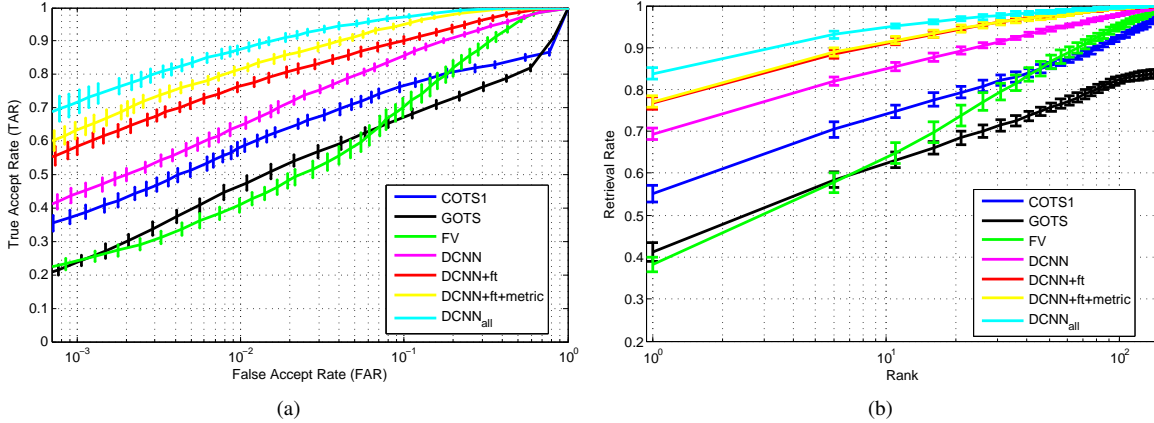 1
0.9
0.8
0.7
0.6
0.5
0.4
0.3
0.2
0.1
0
True Accept Rate (TAR)
COTS1
GOTS
FV
DCNN
DCNN+ft
DCNN+ft+metric
DCNN_all
10^-3
10^-2
10^-1
10^0
False Accept Rate (FAR)
(a)
1
0.9
0.8
0.7
0.6
0.5
0.4
0.3
0.2
Retrieval Rate
COTS1
GOTS
FV
DCNN
DCNN+ft
DCNN+ft+metric
DCNN_all
10^0
10^1
10^2
Rank
(b)